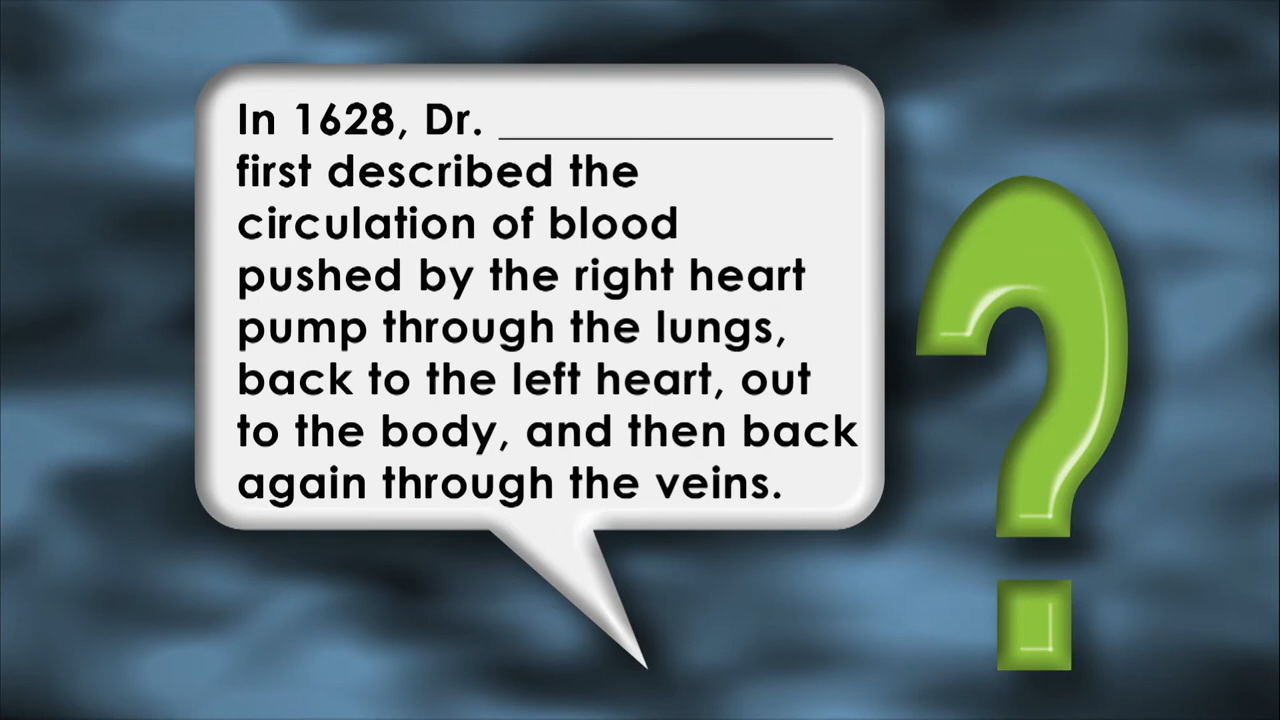 In 1628, Dr. _______________
first described the
circulation of blood
pushed by the right heart
pump through the lungs,
back to the left heart, out
to the body, and then back
again through the veins.
?